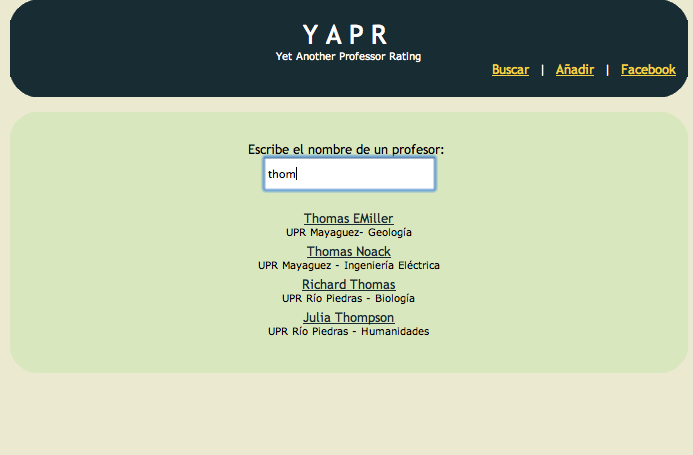 YAPR
Yet Another Professor Rating
Buscar | Añadir | Facebook
Escribe el nombre de un profesor:
thom
Thomas EMiller
UPR Mayaguez- Geología
Thomas Noack
UPR Mayaguez - Ingeniería Eléctrica
Richard Thomas
UPR Río Piedras - Biología
Julia Thompson
UPR Río Piedras - Humanidades